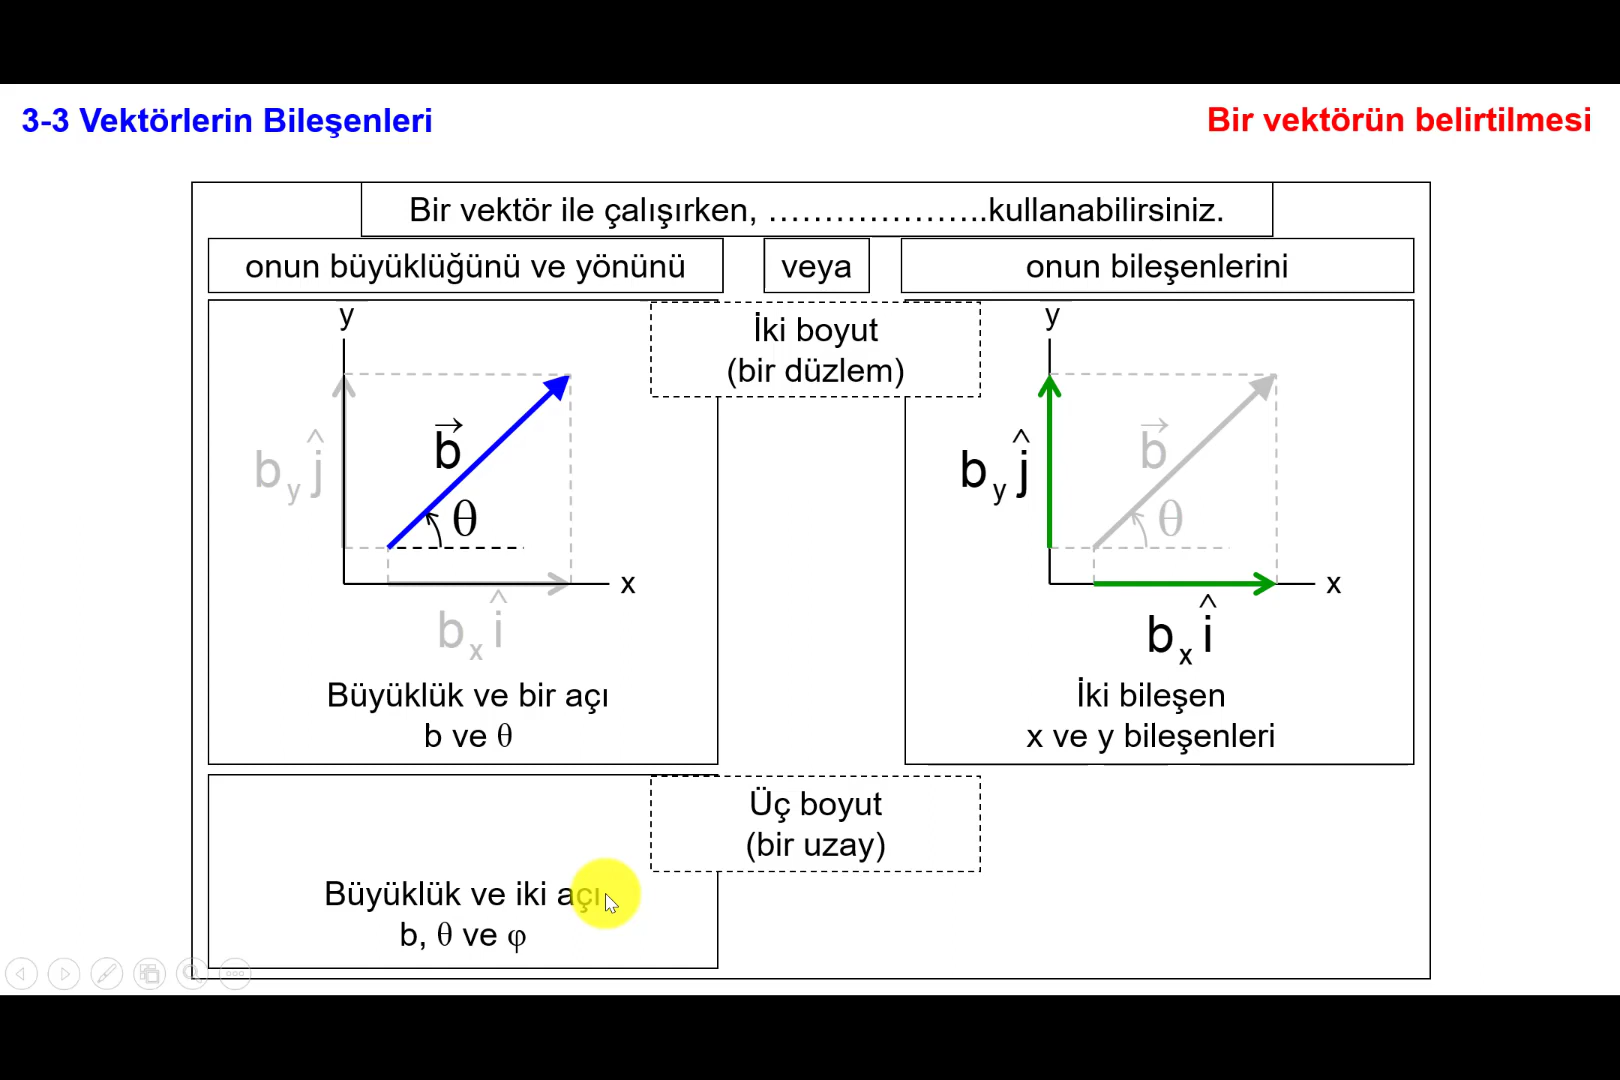 3-3 Vektörlerin Bileşenleri
Bir vektörün belirtilmesi
Bir vektör ile çalışırken, ......................kullanabilirsiniz.
onun büyüklüğünü ve yönünü
veya
onun bileşenlerini
İki boyut
(bir düzlem)
y
b⃗
θ
b_y ĵ
x
b_x î
Büyüklük ve bir açı
b ve θ
y
b⃗
θ
b_y ĵ
x
b_x î
İki bileşen
x ve y bileşenleri
Üç boyut
(bir uzay)
Büyüklük ve iki açı
b, θ ve φ